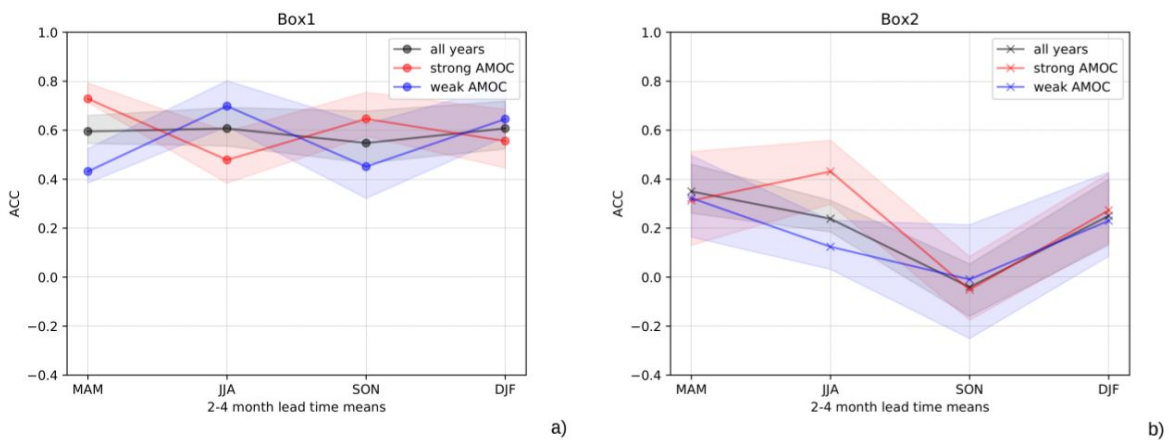 Box1
1.0
0.8
0.6
0.4
0.2
0.0
−0.2
−0.4
ACC
all years
strong AMOC
weak AMOC
MAM JJA SON DJF
2-4 month lead time means
a)
Box2
1.0
0.8
0.6
0.4
0.2
0.0
−0.2
−0.4
ACC
all years
strong AMOC
weak AMOC
MAM JJA SON DJF
2-4 month lead time means
b)